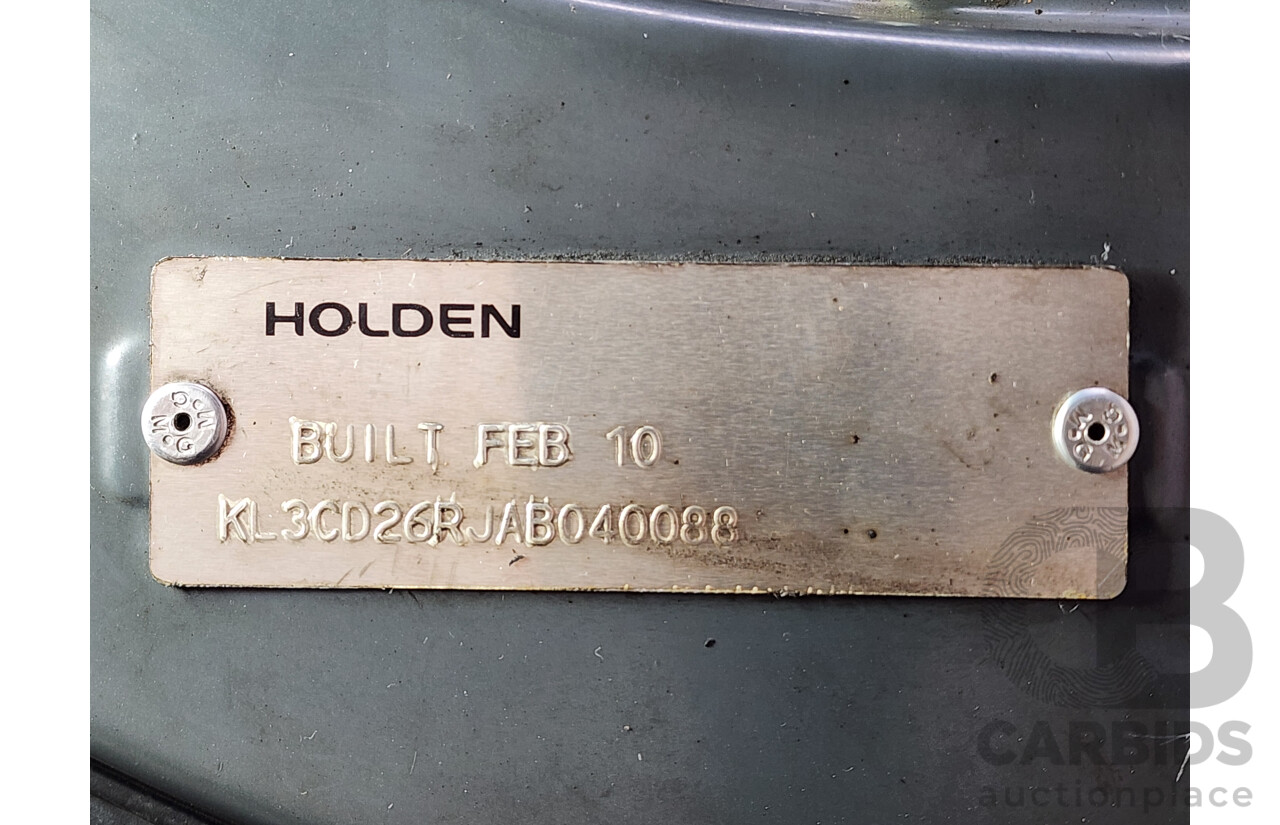 HOLDEN
BUILT FEB 10
KL3CD26RJAB040088
CARBIDS
auctionplace